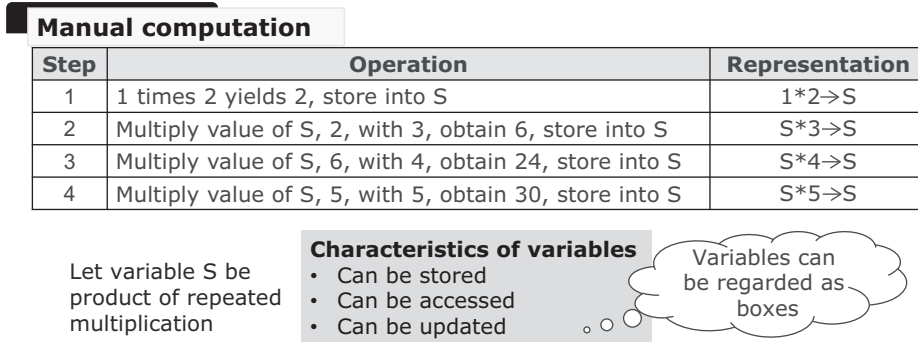 Manual computation
Step Operation Representation
1 1 times 2 yields 2, store into S 1*2→S
2 Multiply value of S, 2, with 3, obtain 6, store into S S*3→S
3 Multiply value of S, 6, with 4, obtain 24, store into S S*4→S
4 Multiply value of S, 5, with 5, obtain 30, store into S S*5→S
Let variable S be
product of repeated
multiplication
Characteristics of variables
• Can be stored
• Can be accessed
• Can be updated
Variables can
be regarded as
boxes